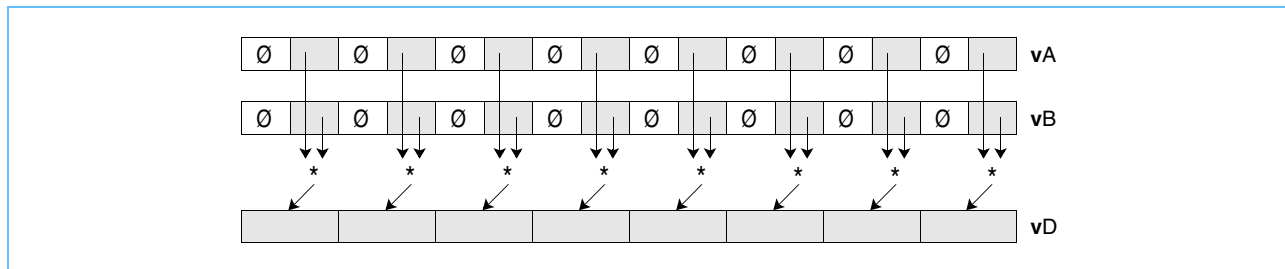 Ø Ø Ø Ø Ø Ø Ø Ø vA
Ø Ø Ø Ø Ø Ø Ø Ø vB
* * * * * * * *
vD